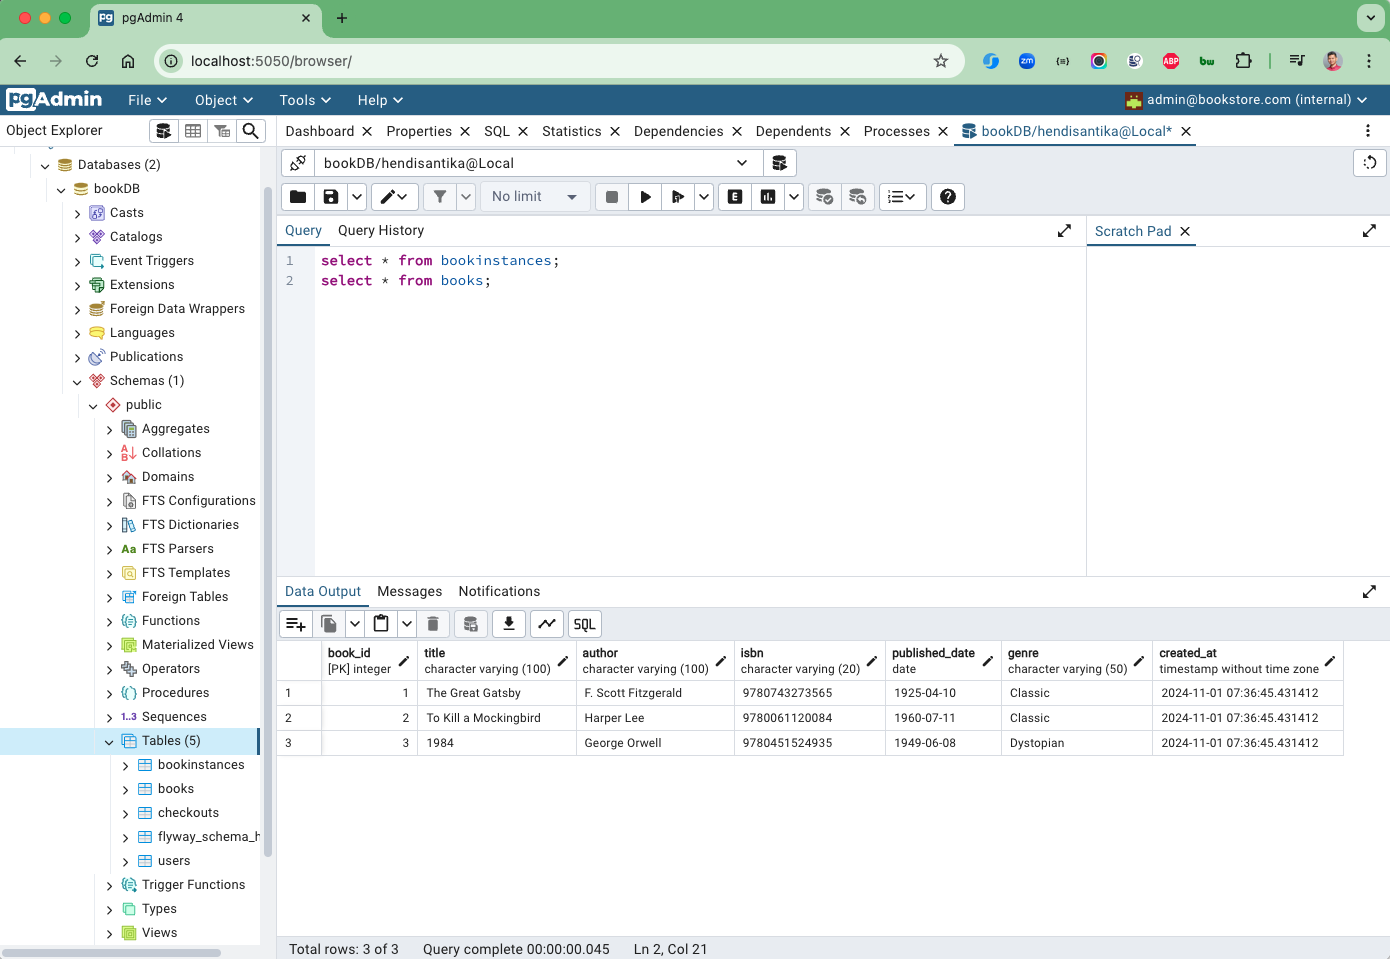 pgAdmin 4
localhost:5050/browser/
zm
ABP
bw
pgAdmin File Object Tools Help admin@bookstore.com (internal)
Object Explorer
Dashboard Properties SQL Statistics Dependencies Dependents Processes bookDB/hendisantika@Local*
Databases (2)
bookDB
Casts
Catalogs
Event Triggers
Extensions
Foreign Data Wrappers
Languages
Publications
Schemas (1)
public
Aggregates
Collations
Domains
FTS Configurations
FTS Dictionaries
Aa FTS Parsers
FTS Templates
Foreign Tables
Functions
Materialized Views
Operators
Procedures
1..3 Sequences
Tables (5)
bookinstances
books
checkouts
flyway_schema_h
users
Trigger Functions
Types
Views
bookDB/hendisantika@Local
No limit
E
Query Query History
Scratch Pad
1 select * from bookinstances;
2 select * from books;
Data Output Messages Notifications
SQL
book_id title author isbn published_date genre created_at
[PK] integer character varying (100) character varying (100) character varying (20) date character varying (50) timestamp without time zone
1 1 The Great Gatsby F. Scott Fitzgerald 9780743273565 1925-04-10 Classic 2024-11-01 07:36:45.431412
2 2 To Kill a Mockingbird Harper Lee 9780061120084 1960-07-11 Classic 2024-11-01 07:36:45.431412
3 3 1984 George Orwell 9780451524935 1949-06-08 Dystopian 2024-11-01 07:36:45.431412
Total rows: 3 of 3 Query complete 00:00:00.045 Ln 2, Col 21